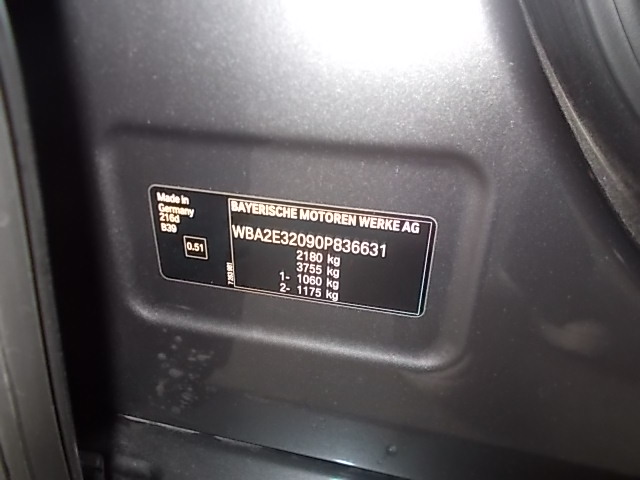 Made in
Germany
216d
B39
0.51
BAYERISCHE MOTOREN WERKE AG
WBA2E32090P836631
2180 kg
3755 kg
1- 1060 kg
2- 1175 kg